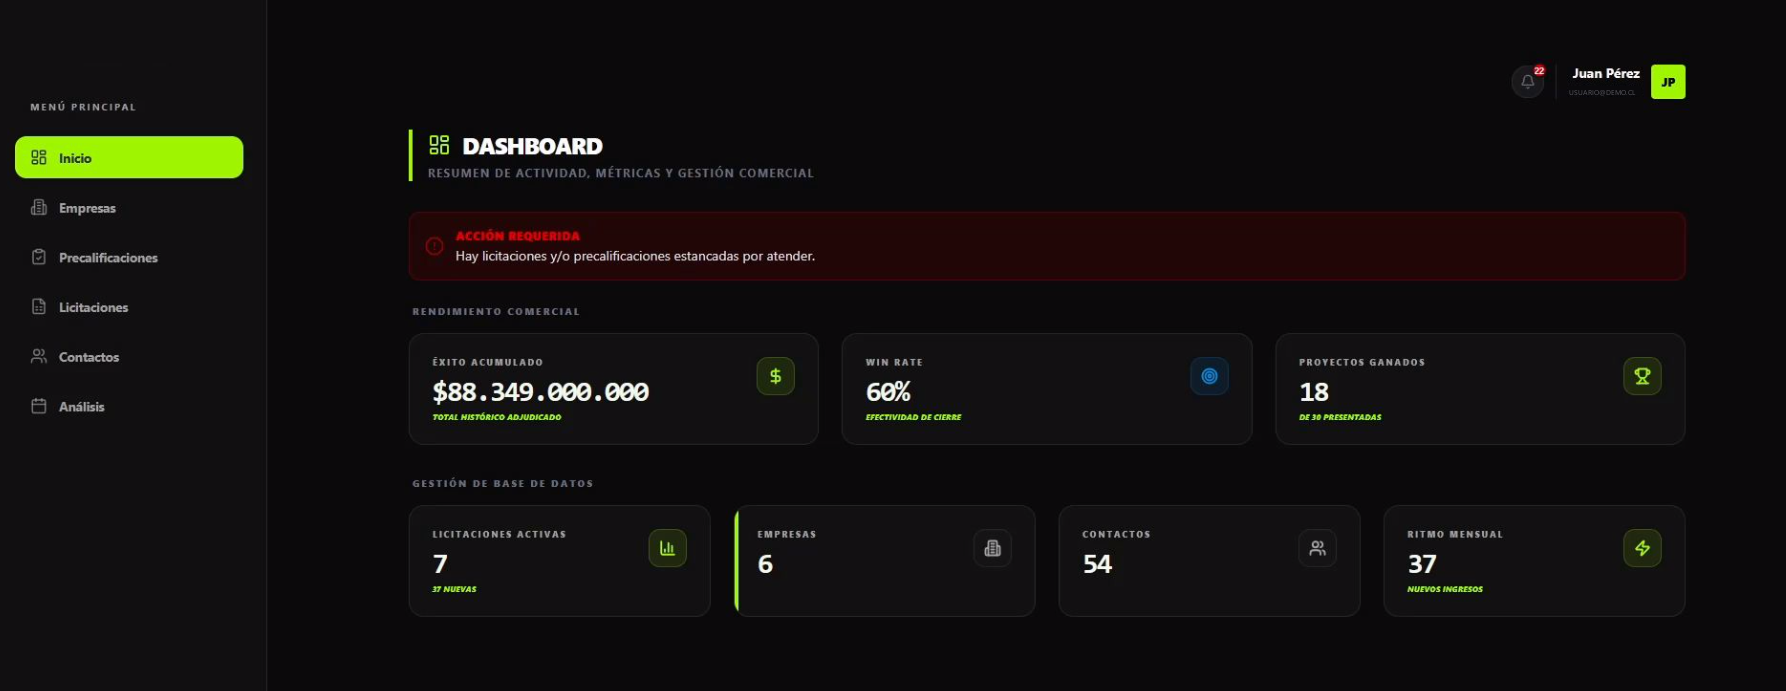 22
Juan Pérez
USUARIO@DEMO.CL
JP
MENÚ PRINCIPAL
Inicio
Empresas
Precalificaciones
Licitaciones
Contactos
Análisis
DASHBOARD
RESUMEN DE ACTIVIDAD, MÉTRICAS Y GESTIÓN COMERCIAL
ACCIÓN REQUERIDA
Hay licitaciones y/o precalificaciones estancadas por atender.
RENDIMIENTO COMERCIAL
ÉXITO ACUMULADO
$88.349.000.000
TOTAL HISTÓRICO ADJUDICADO
WIN RATE
60%
EFECTIVIDAD DE CIERRE
PROYECTOS GANADOS
18
DE 30 PRESENTADAS
GESTIÓN DE BASE DE DATOS
LICITACIONES ACTIVAS
7
37 NUEVAS
EMPRESAS
6
CONTACTOS
54
RITMO MENSUAL
37
NUEVOS INGRESOS